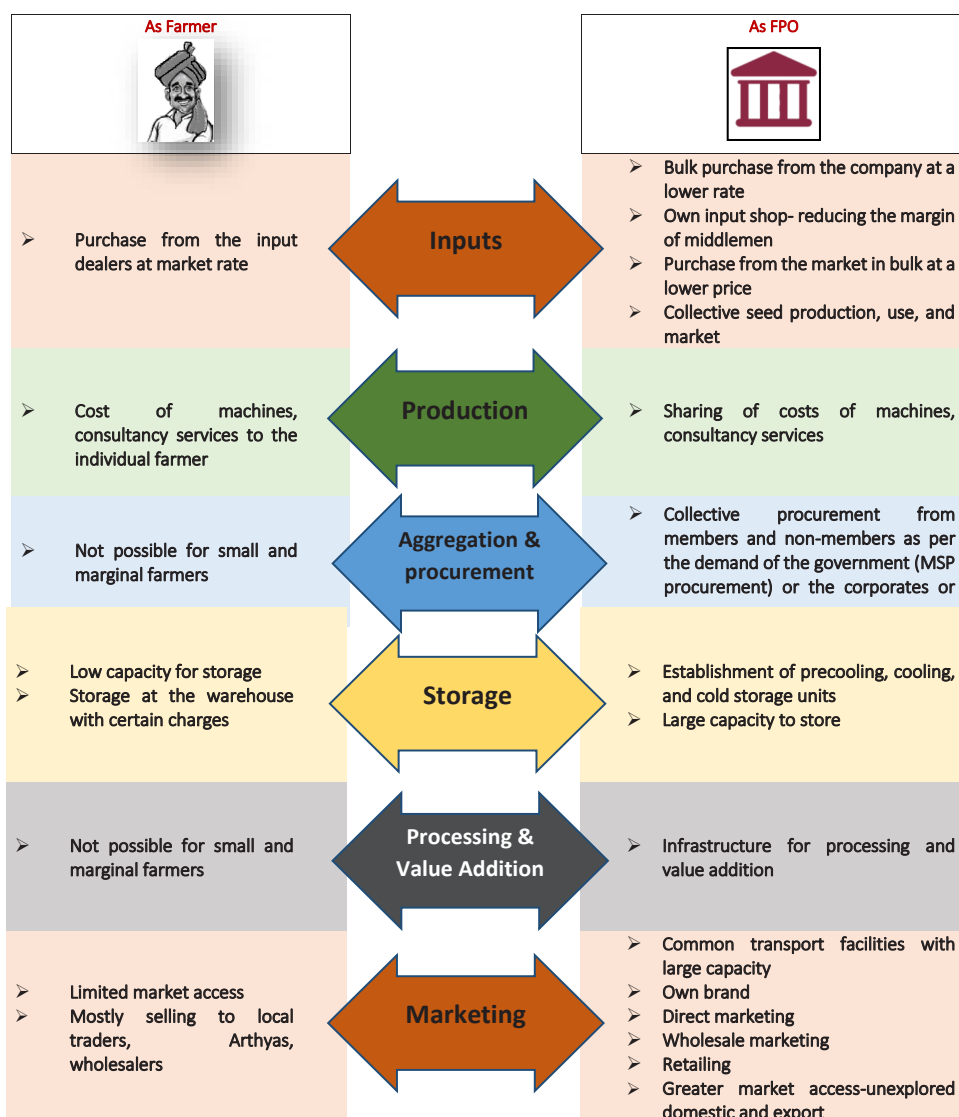 As Farmer
As FPO
➢ Purchase from the input
dealers at market rate
Inputs
➢ Bulk purchase from the company at a
lower rate
➢ Own input shop- reducing the margin
of middlemen
➢ Purchase from the market in bulk at a
lower price
➢ Collective seed production, use, and
market
➢ Cost of machines,
consultancy services to the
individual farmer
Production
➢ Sharing of costs of machines,
consultancy services
➢ Not possible for small and
marginal farmers
Aggregation &
procurement
➢ Collective procurement from
members and non-members as per
the demand of the government (MSP
procurement) or the corporates or
➢ Low capacity for storage
➢ Storage at the warehouse
with certain charges
Storage
➢ Establishment of precooling, cooling,
and cold storage units
➢ Large capacity to store
➢ Not possible for small and
marginal farmers
Processing &
Value Addition
➢ Infrastructure for processing and
value addition
➢ Limited market access
➢ Mostly selling to local
traders, Arthyas,
wholesalers
Marketing
➢ Common transport facilities with
large capacity
➢ Own brand
➢ Direct marketing
➢ Wholesale marketing
➢ Retailing
➢ Greater market access-unexplored
domestic and export